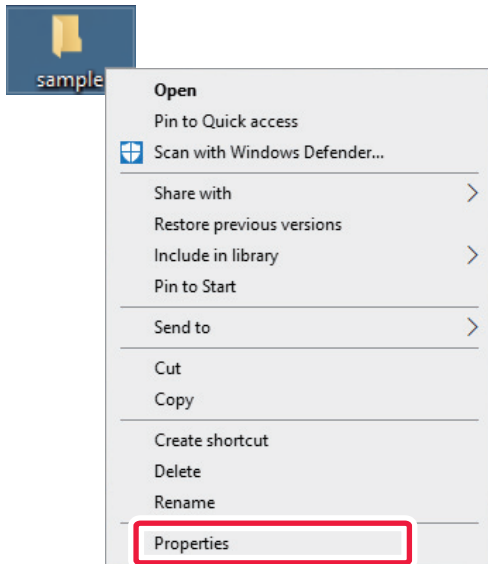 sample
Open
Pin to Quick access
Scan with Windows Defender...
Share with
Restore previous versions
Include in library
Pin to Start
Send to
Cut
Copy
Create shortcut
Delete
Rename
Properties